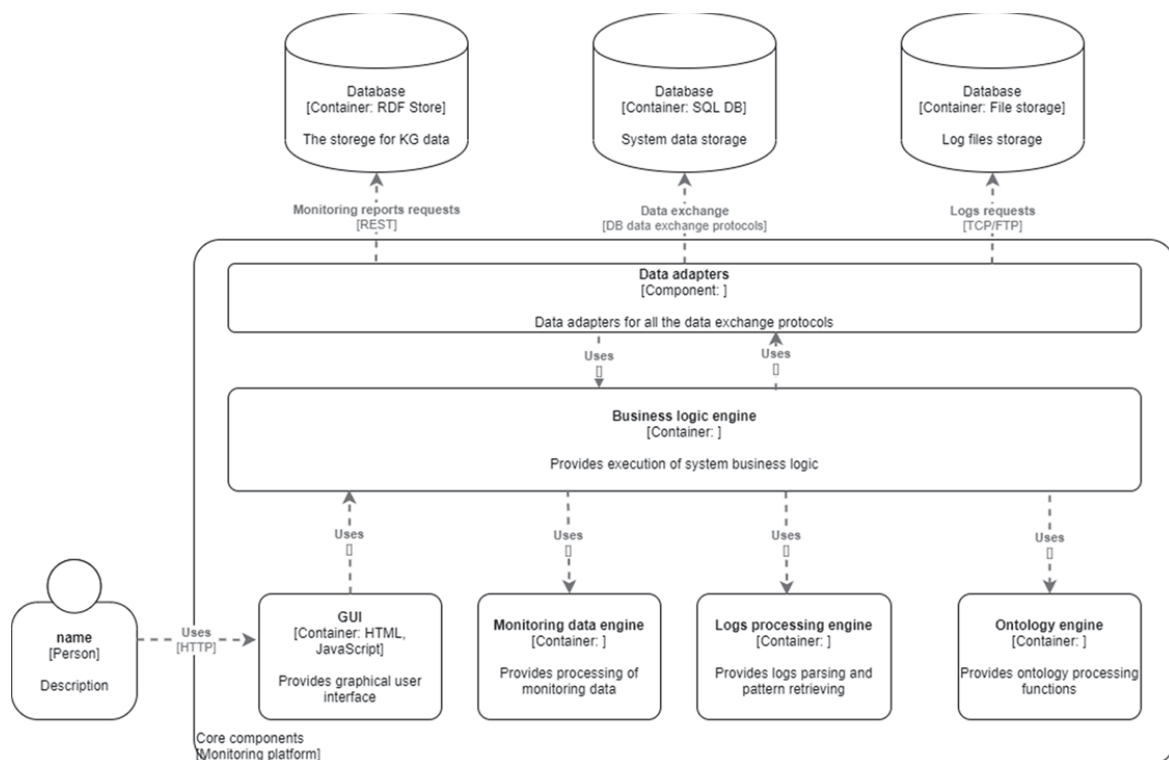 Database
[Container: RDF Store]
The storege for KG data
Database
[Container: SQL DB]
System data storage
Database
[Container: File storage]
Log files storage
Monitoring reports requests
[REST]
Data exchange
[DB data exchange protocols]
Logs requests
[TCP/FTP]
Data adapters
[Component: ]
Data adapters for all the data exchange protocols
Uses
[]
Uses
[]
Business logic engine
[Container: ]
Provides execution of system business logic
Uses
[]
Uses
[]
Uses
[]
Uses
[]
name
[Person]
Description
Uses
[HTTP]
GUI
[Container: HTML,
JavaScript]
Provides graphical user
interface
Monitoring data engine
[Container: ]
Provides processing of
monitoring data
Logs processing engine
[Container: ]
Provides logs parsing and
pattern retrieving
Ontology engine
[Container: ]
Provides ontology processing
functions
Core components
[Monitoring platform]